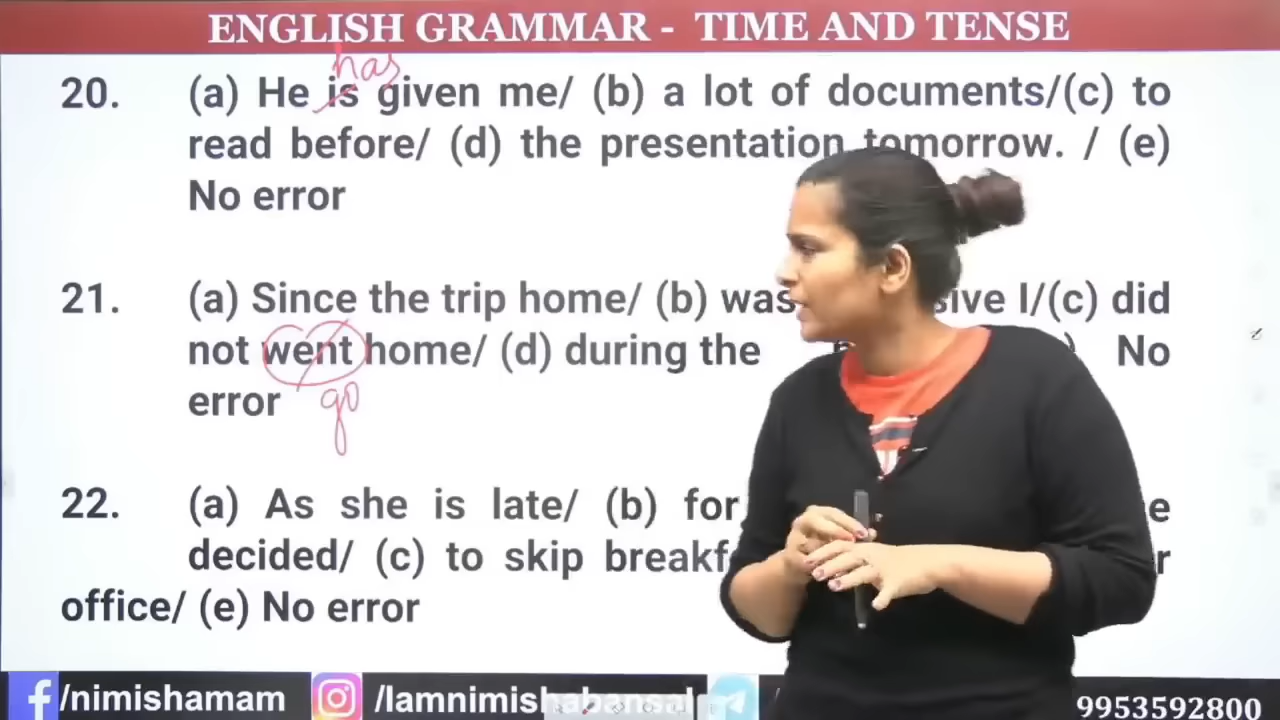 ENGLISH GRAMMAR - TIME AND TENSE
has
20. (a) He is given me/ (b) a lot of documents/(c) to
read before/ (d) the presentation tomorrow. / (e)
No error
21. (a) Since the trip home/ (b) was sive I/(c) did
not went home/ (d) during the No
error go
22. (a) As she is late/ (b) for
decided/ (c) to skip
office/ (e) No error
/nimishamam /Iamnimishabansal 9953592800